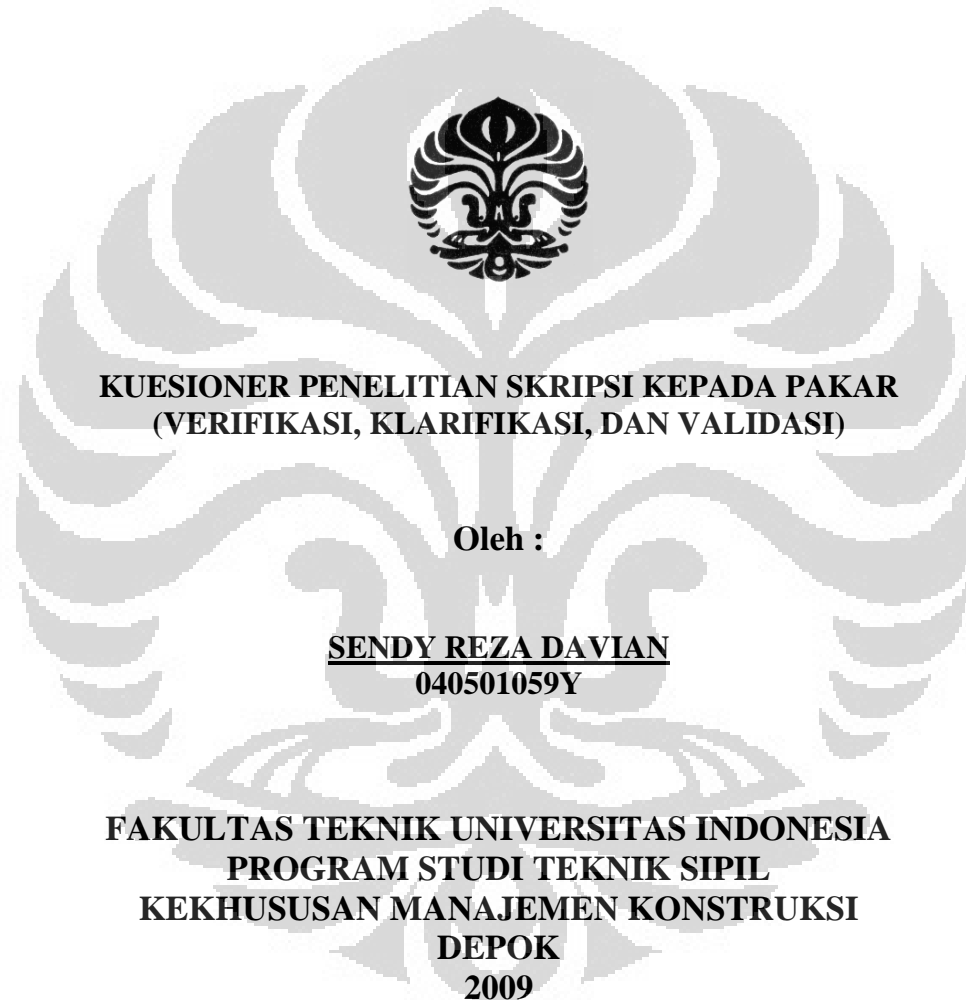 KUESIONER PENELITIAN SKRIPSI KEPADA PAKAR
(VERIFIKASI, KLARIFIKASI, DAN VALIDASI)
Oleh :
SENDY REZA DAVIAN
040501059Y
FAKULTAS TEKNIK UNIVERSITAS INDONESIA
PROGRAM STUDI TEKNIK SIPIL
KEKHUSUSAN MANAJEMEN KONSTRUKSI
DEPOK
2009